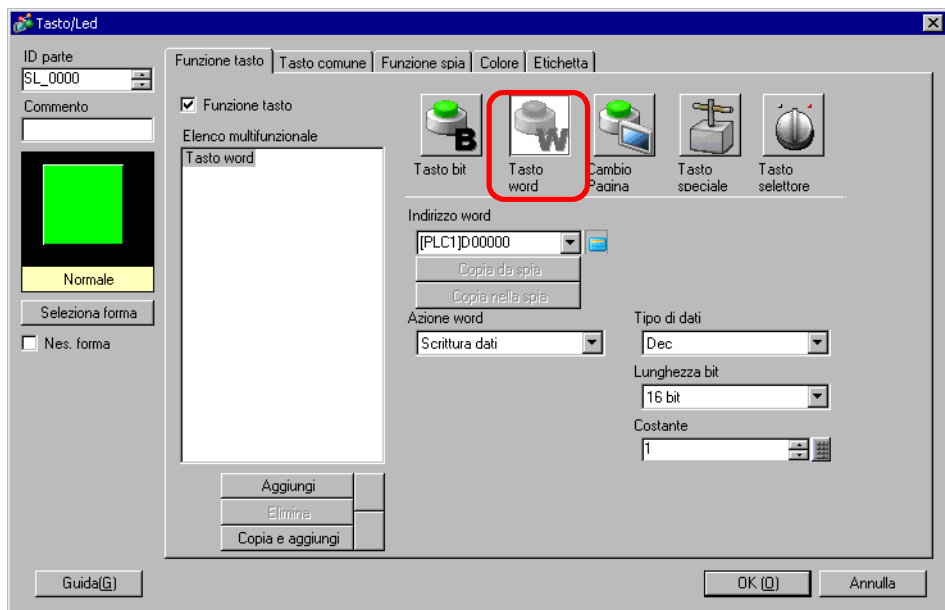 Tasto/Led
ID parte
SL_0000
Commento
Normale
Seleziona forma
Nes. forma
Funzione tasto
Tasto comune
Funzione spia
Colore
Etichetta
Funzione tasto
Elenco multifunzionale
Tasto word
Aggiungi
Elimina
Copia e aggiungi
B
W
Tasto bit
Tasto
word
Cambio
Pagina
Tasto
speciale
Tasto
selettore
Indirizzo word
[PLC1]D00000
Copia da spia
Copia nella spia
Azione word
Scrittura dati
Tipo di dati
Dec
Lunghezza bit
16 bit
Costante
1
Guida(G)
OK (O)
Annulla